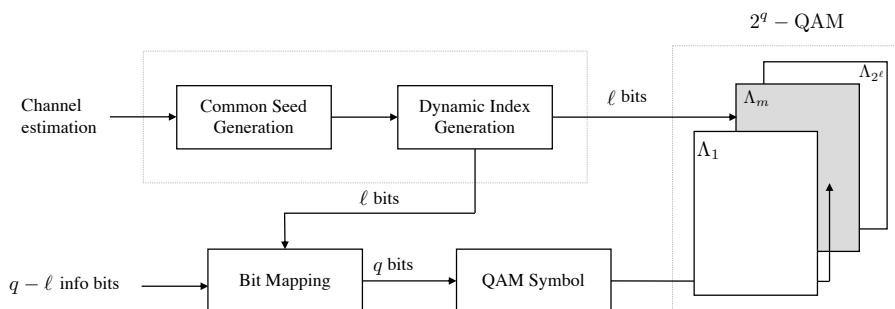 2^q − QAM
Channel
estimation
Common Seed
Generation
Dynamic Index
Generation
ℓ bits
Λ_1
Λ_m
Λ_{2^ℓ}
ℓ bits
q − ℓ info bits
Bit Mapping
q bits
QAM Symbol